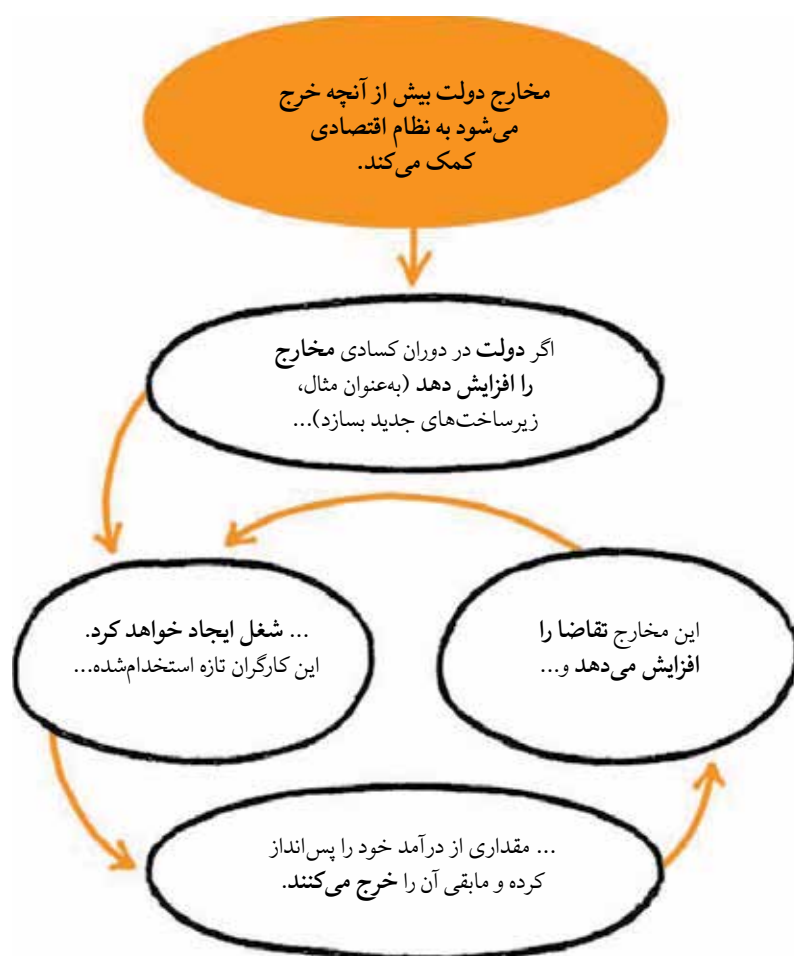 مخارج دولت بیش از آنچه خرج
می‌شود به نظام اقتصادی
کمک می‌کند.
اگر دولت در دوران کسادی مخارج
را افزایش دهد (به‌عنوان مثال،
زیرساخت‌های جدید بسازد)...
... شغل ایجاد خواهد کرد.
این کارگران تازه استخدام‌شده...
... مقداری از درآمد خود را پس‌انداز
کرده و مابقی آن را خرج می‌کنند.
این مخارج تقاضا را
افزایش می‌دهد و...